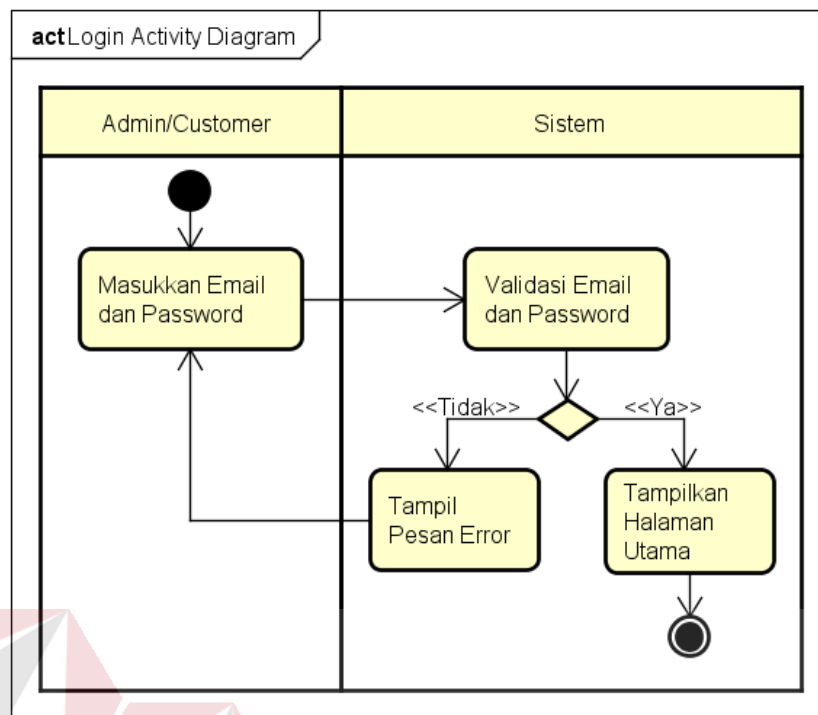 act Login Activity Diagram
Admin/Customer
Sistem
Masukkan Email
dan Password
Validasi Email
dan Password
<<Tidak>>
<<Ya>>
Tampil
Pesan Error
Tampilkan
Halaman
Utama